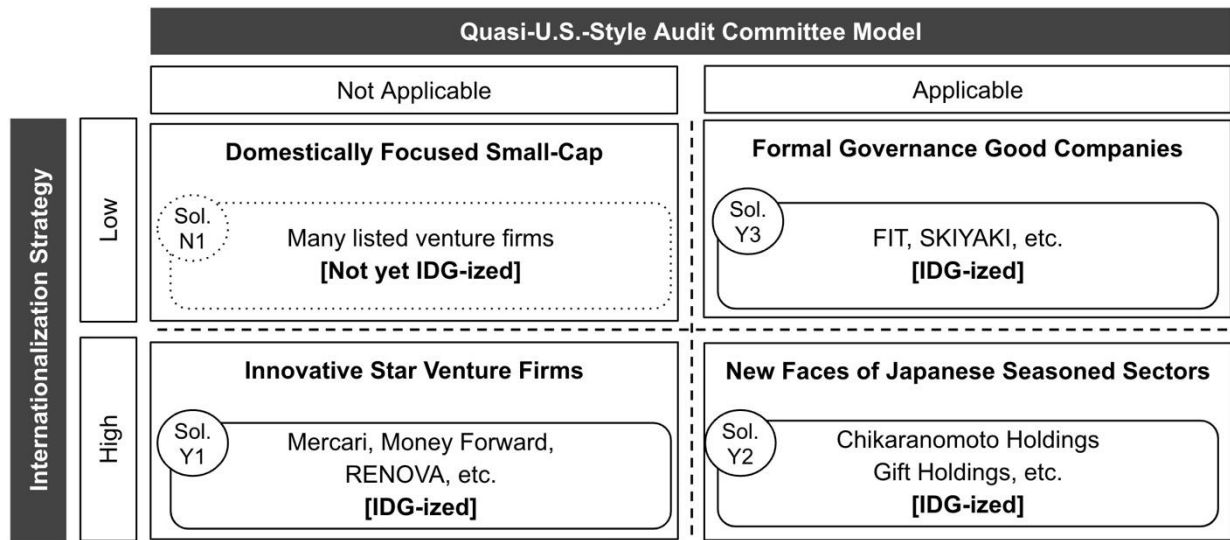 Quasi-U.S.-Style Audit Committee Model
Not Applicable
Applicable
Internationalization Strategy
Low
Domestically Focused Small-Cap
Sol.
N1
Many listed venture firms
[Not yet IDG-ized]
Formal Governance Good Companies
Sol.
Y3
FIT, SKIYAKI, etc.
[IDG-ized]
High
Innovative Star Venture Firms
Sol.
Y1
Mercari, Money Forward,
RENOVA, etc.
[IDG-ized]
New Faces of Japanese Seasoned Sectors
Sol.
Y2
Chikaranomoto Holdings
Gift Holdings, etc.
[IDG-ized]